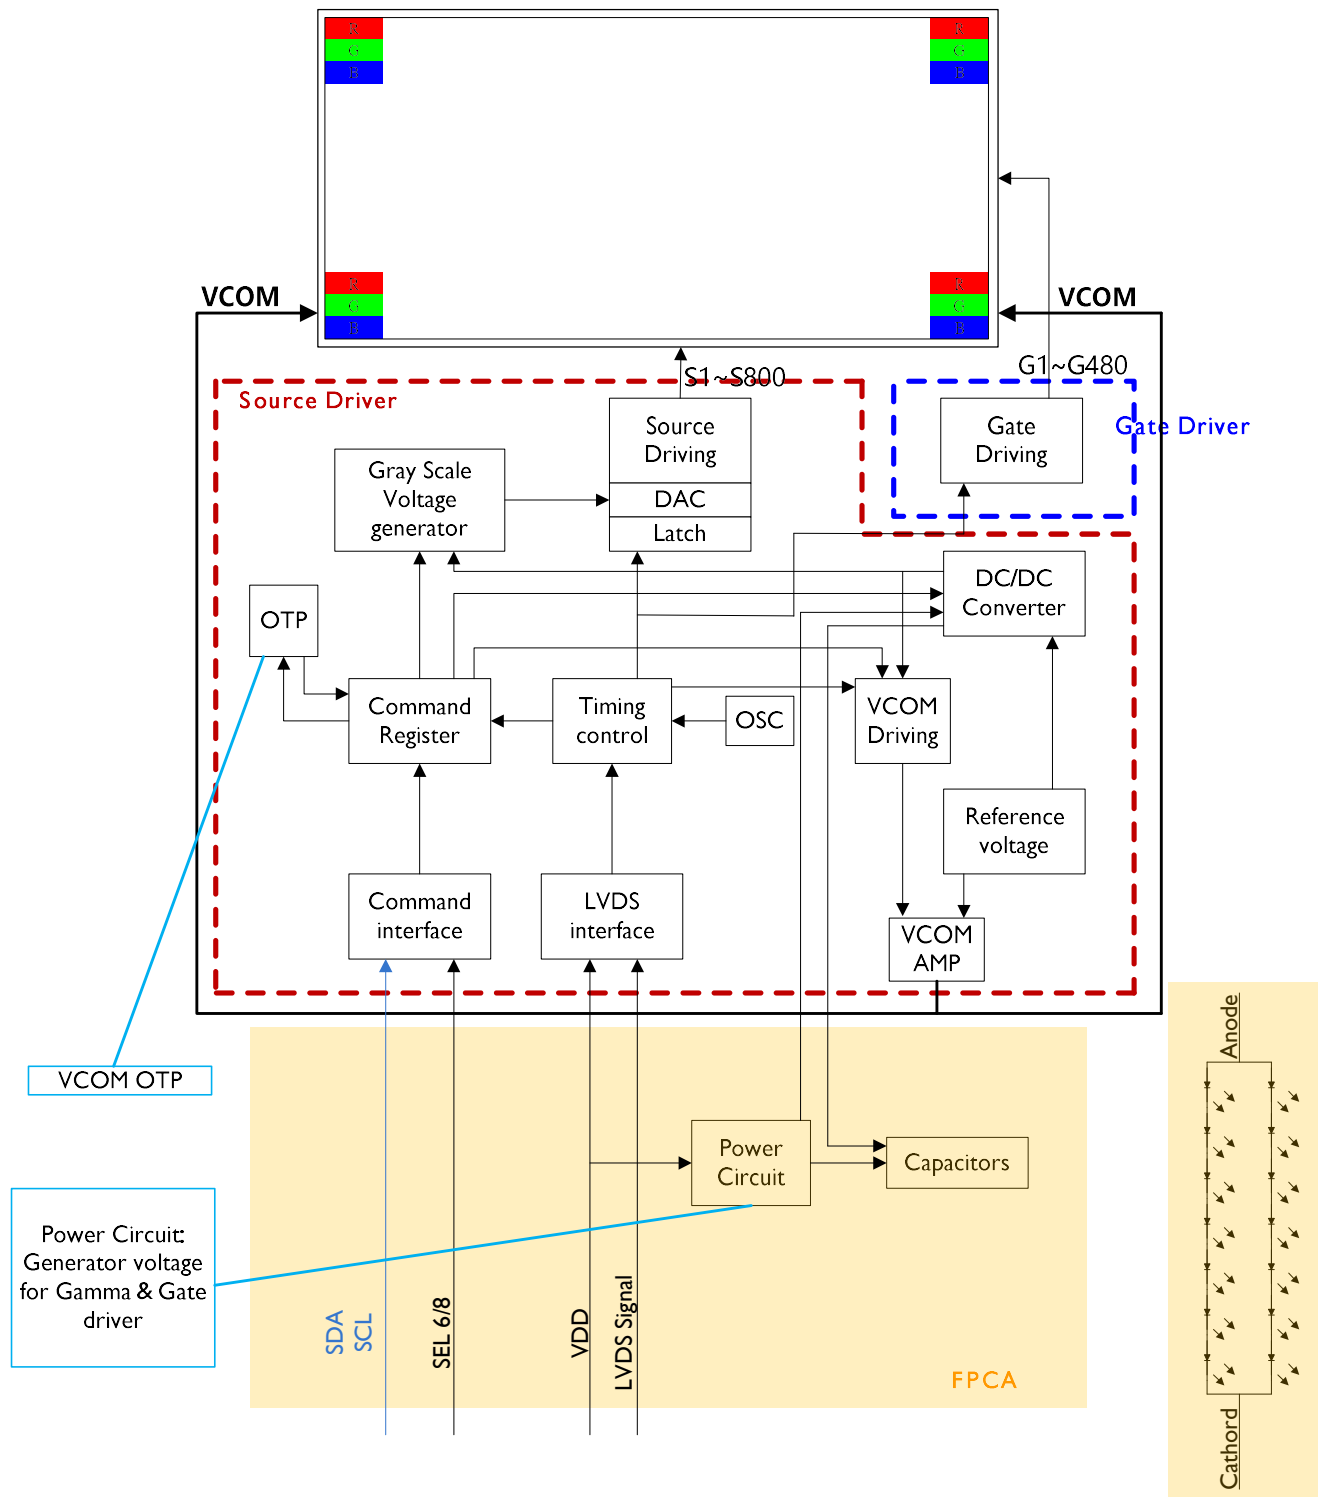 R
G
B
R
G
B
R
G
B
R
G
B
VCOM
VCOM
S1~S800
G1~G480
Source Driver
Gate Driver
Source
Driving
DAC
Latch
Gate
Driving
Gray Scale
Voltage
generator
DC/DC
Converter
OTP
Command
Register
Timing
control
OSC
VCOM
Driving
Reference
voltage
Command
interface
LVDS
interface
VCOM
AMP
VCOM OTP
Power
Circuit
Capacitors
Power Circuit:
Generator voltage
for Gamma & Gate
driver
SDA
SCL
SEL 6/8
VDD
LVDS Signal
FPCA
Anode
Cathord